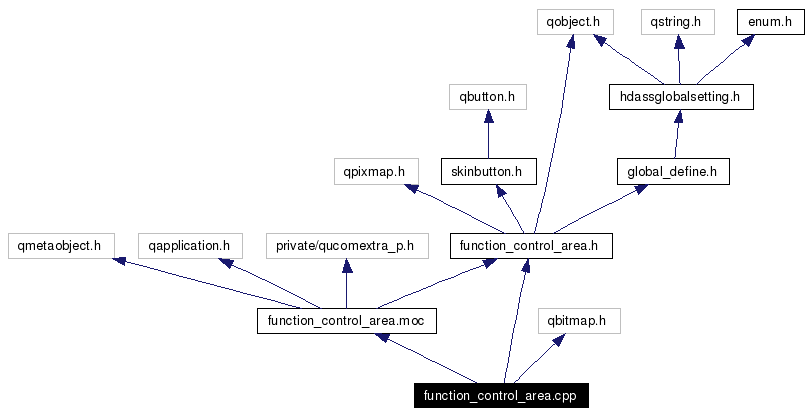 qobject.h
qstring.h
enum.h
qbutton.h
hdassglobalsetting.h
qpixmap.h
skinbutton.h
global_define.h
qmetaobject.h
qapplication.h
private/qucomextra_p.h
function_control_area.h
function_control_area.moc
qbitmap.h
function_control_area.cpp